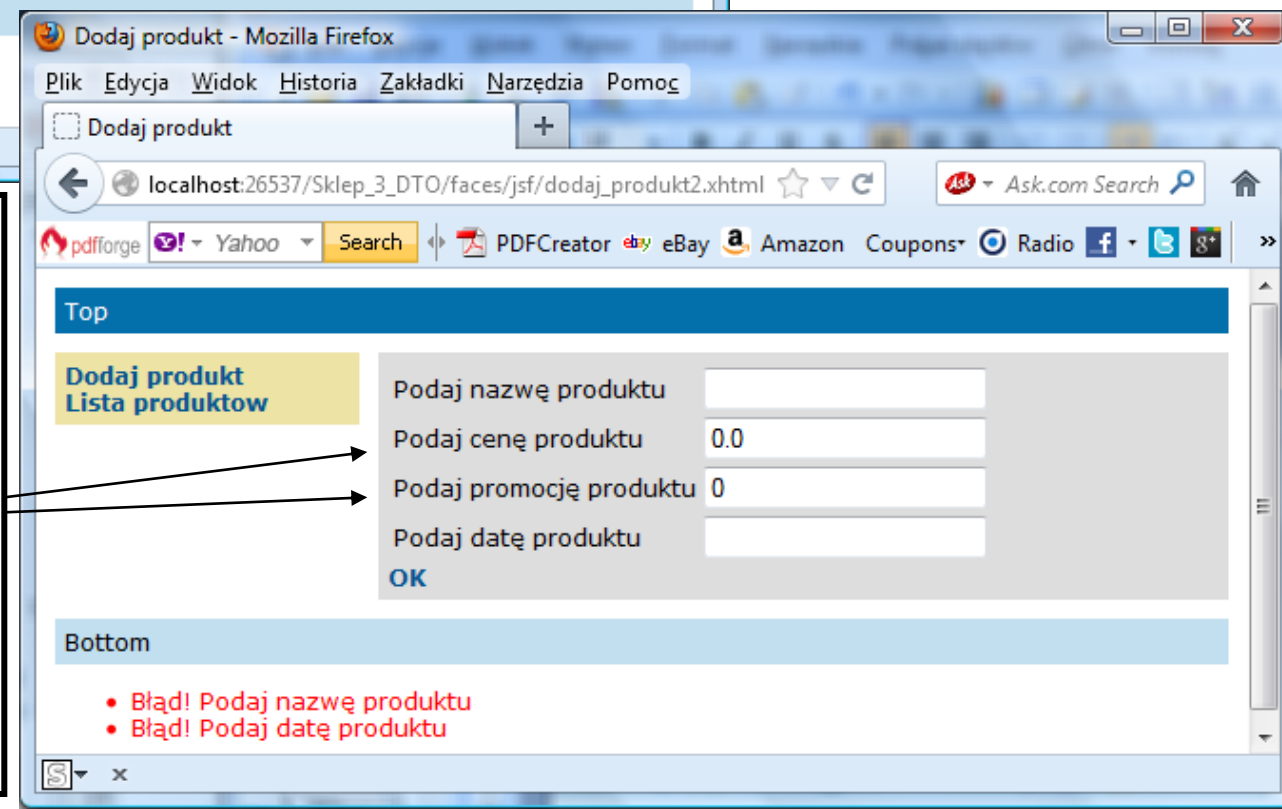 Dodaj produkt - Mozilla Firefox
Plik Edycja Widok Historia Zakładki Narzędzia Pomoc
Dodaj produkt +
localhost:26537/Sklep_3_DTO/faces/jsf/dodaj_produkt2.xhtml Ask Ask.com Search
pdfforge Y! Yahoo Search PDFCreator ebay eBay a Amazon Coupons Radio f g+ »
Top
Dodaj produkt
Lista produktow
Podaj nazwę produktu
Podaj cenę produktu 0.0
Podaj promocję produktu 0
Podaj datę produktu
OK
Bottom
• Błąd! Podaj nazwę produktu
• Błąd! Podaj datę produktu
S x